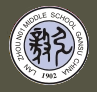 LAN ZHOU NO1 MIDDLE SCHOOL GANSU CHINA
1902